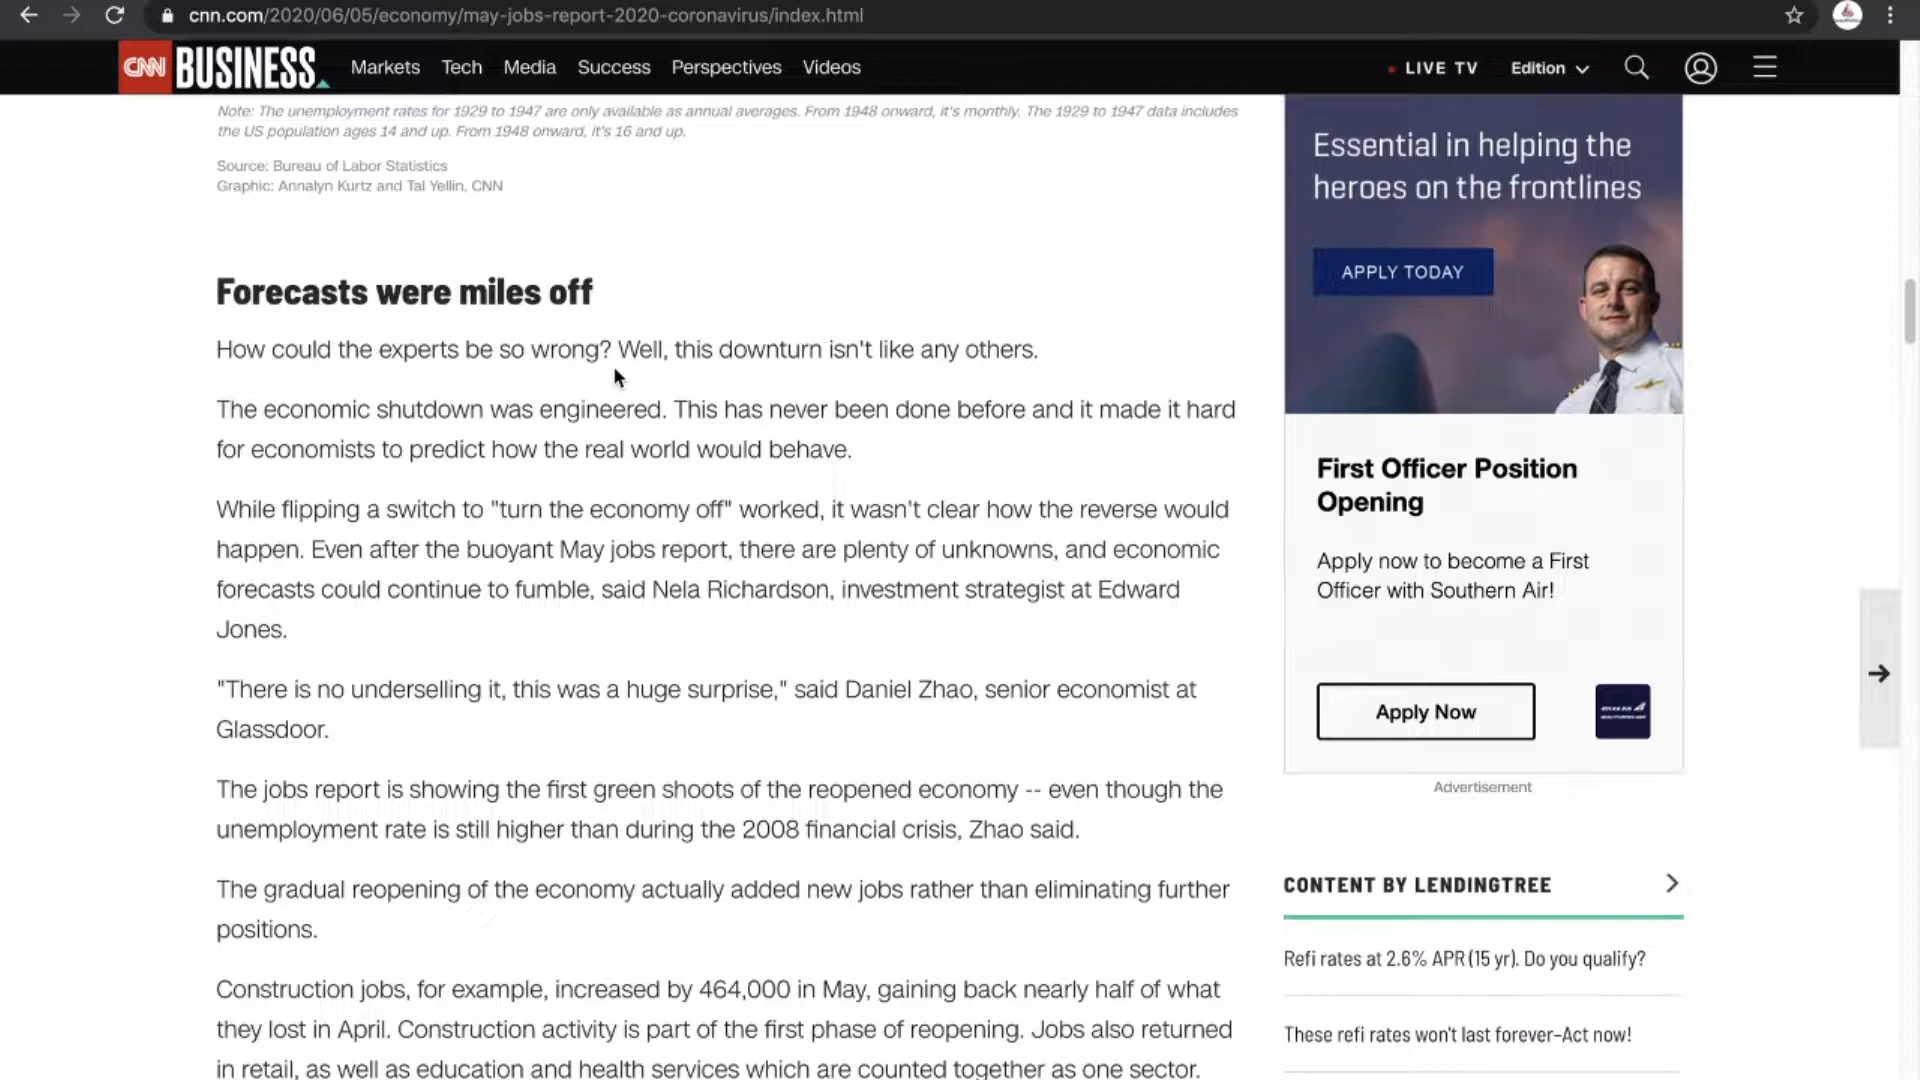 cnn.com/2020/06/05/economy/may-jobs-report-2020-coronavirus/index.html
CNN BUSINESS Markets Tech Media Success Perspectives Videos LIVE TV Edition
Note: The unemployment rates for 1929 to 1947 are only available as annual averages. From 1948 onward, it's monthly. The 1929 to 1947 data includes
the US population ages 14 and up. From 1948 onward, it's 16 and up.
Source: Bureau of Labor Statistics
Graphic: Annalyn Kurtz and Tal Yellin, CNN
Forecasts were miles off
How could the experts be so wrong? Well, this downturn isn't like any others.
The economic shutdown was engineered. This has never been done before and it made it hard
for economists to predict how the real world would behave.
While flipping a switch to "turn the economy off" worked, it wasn't clear how the reverse would
happen. Even after the buoyant May jobs report, there are plenty of unknowns, and economic
forecasts could continue to fumble, said Nela Richardson, investment strategist at Edward
Jones.
"There is no underselling it, this was a huge surprise," said Daniel Zhao, senior economist at
Glassdoor.
The jobs report is showing the first green shoots of the reopened economy -- even though the
unemployment rate is still higher than during the 2008 financial crisis, Zhao said.
The gradual reopening of the economy actually added new jobs rather than eliminating further
positions.
Construction jobs, for example, increased by 464,000 in May, gaining back nearly half of what
they lost in April. Construction activity is part of the first phase of reopening. Jobs also returned
in retail, as well as education and health services which are counted together as one sector.
Essential in helping the
heroes on the frontlines
APPLY TODAY
First Officer Position
Opening
Apply now to become a First
Officer with Southern Air!
Apply Now
Advertisement
CONTENT BY LENDINGTREE
Refi rates at 2.6% APR (15 yr). Do you qualify?
These refi rates won't last forever-Act now!